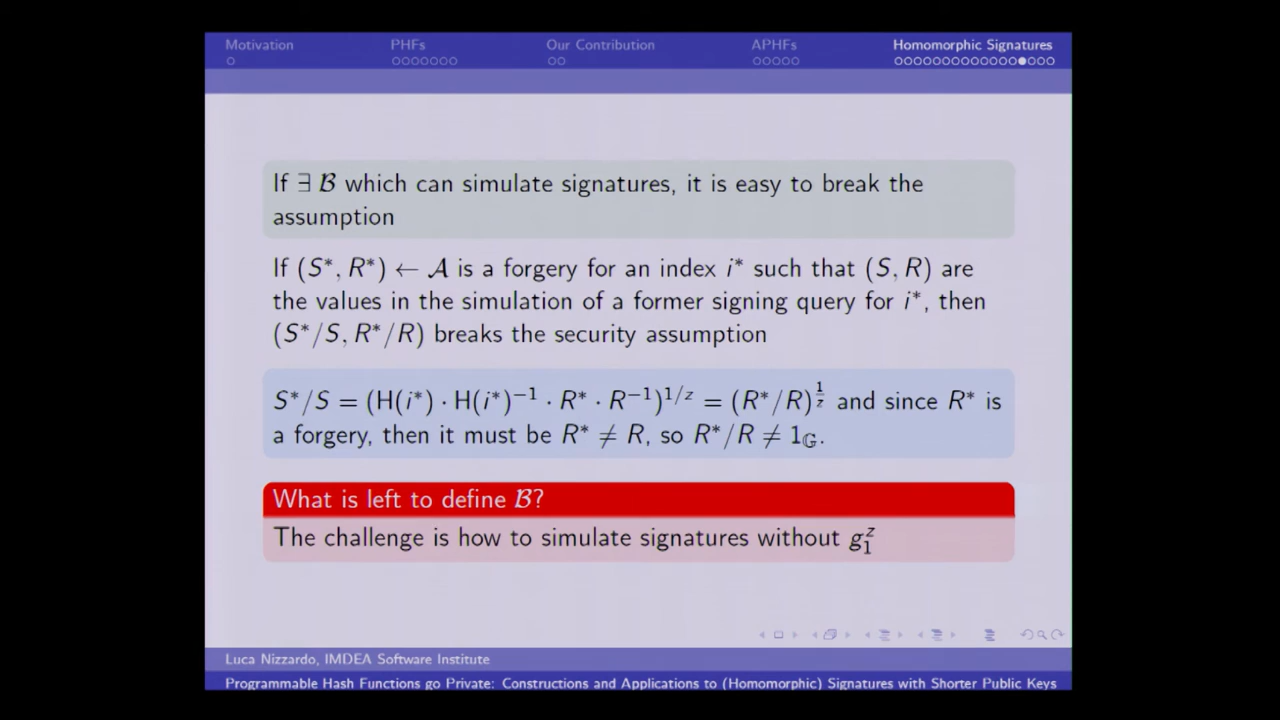 Motivation PHFs Our Contribution APHFs Homomorphic Signatures
If ∃ ℬ which can simulate signatures, it is easy to break the
assumption
If (S*, R*) ← 𝒜 is a forgery for an index i* such that (S, R) are
the values in the simulation of a former signing query for i*, then
(S*/S, R*/R) breaks the security assumption
S*/S = (H(i*) · H(i*)⁻¹ · R* · R⁻¹)^{1/z} = (R*/R)^{1/z} and since R* is
a forgery, then it must be R* ≠ R, so R*/R ≠ 1_𝔾.
What is left to define ℬ?
The challenge is how to simulate signatures without g_1^z
Luca Nizzardo, IMDEA Software Institute
Programmable Hash Functions go Private: Constructions and Applications to (Homomorphic) Signatures with Shorter Public Keys